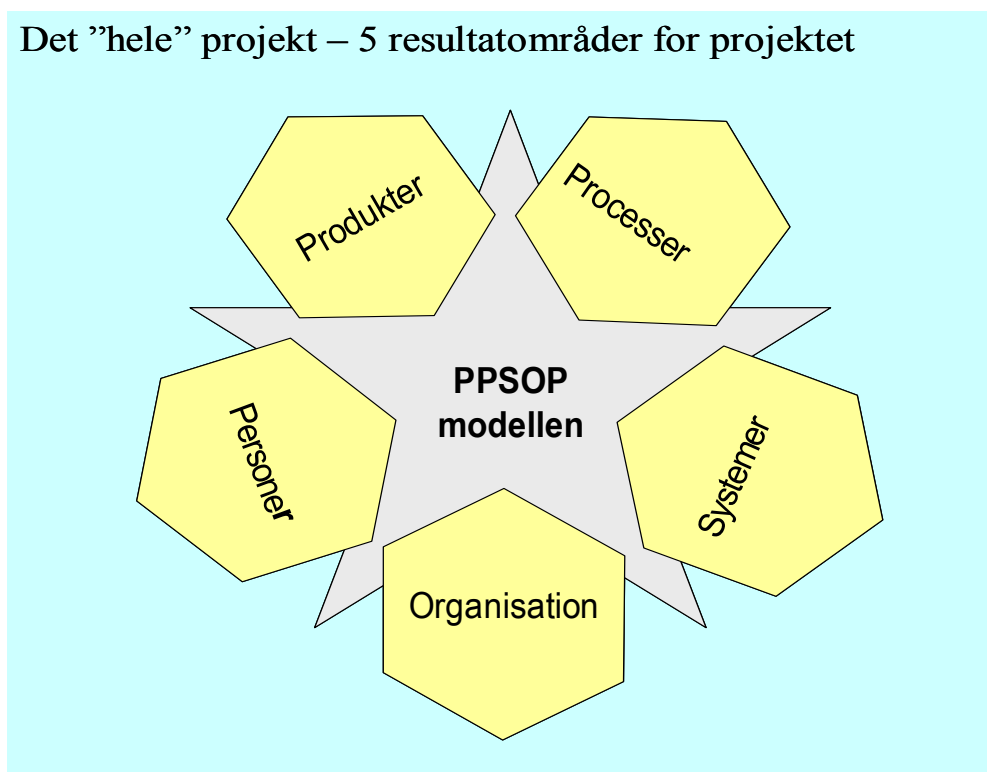 Det ”hele” projekt – 5 resultatområder for projektet
Produkter
Processer
PPSOP
modellen
Personer
Systemer
Organisation